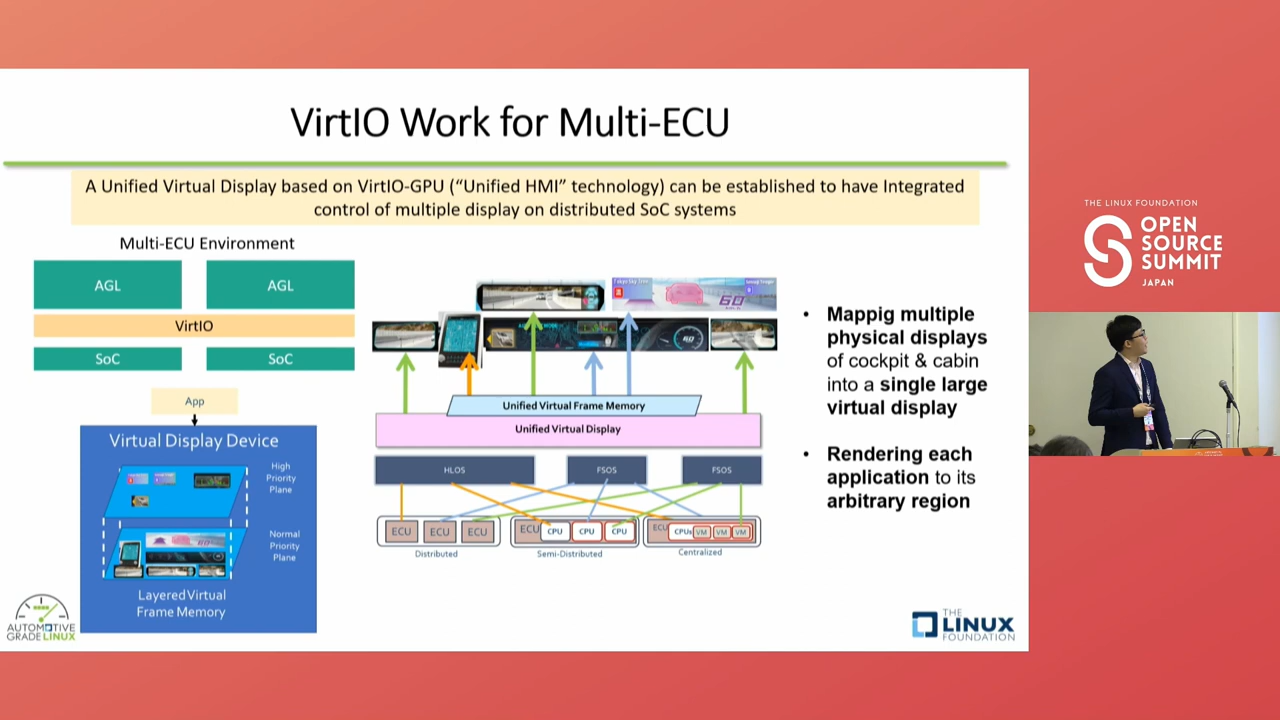 VirtIO Work for Multi-ECU
A Unified Virtual Display based on VirtIO-GPU (“Unified HMI” technology) can be established to have Integrated
control of multiple display on distributed SoC systems
Multi-ECU Environment
AGL
AGL
VirtIO
SoC
SoC
App
Virtual Display Device
High
Priority
Plane
Normal
Priority
Plane
Layered Virtual
Frame Memory
60
60
Unified Virtual Frame Memory
Unified Virtual Display
HLOS
FSOS
FSOS
ECU
ECU
ECU
ECU
CPU
CPU
CPU
ECU
CPUs
VM
VM
VM
Distributed
Semi-Distributed
Centralized
• Mappig multiple
physical displays
of cockpit & cabin
into a single large
virtual display
• Rendering each
application to its
arbitrary region
AUTOMOTIVE
GRADE LINUX
THE
LINUX
FOUNDATION
THE LINUX FOUNDATION
OPEN
SOURCE
SUMMIT
JAPAN